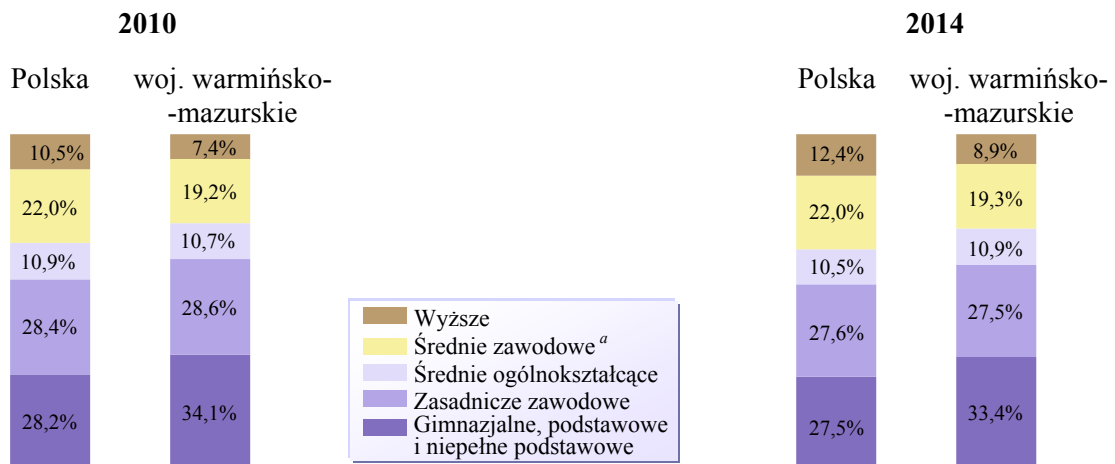 2010
Polska
woj. warmińsko-
-mazurskie
10,5%
22,0%
10,9%
28,4%
28,2%
7,4%
19,2%
10,7%
28,6%
34,1%
Wyższe
Średnie zawodowe a
Średnie ogólnokształcące
Zasadnicze zawodowe
Gimnazjalne, podstawowe
i niepełne podstawowe
2014
Polska
woj. warmińsko-
-mazurskie
12,4%
22,0%
10,5%
27,6%
27,5%
8,9%
19,3%
10,9%
27,5%
33,4%